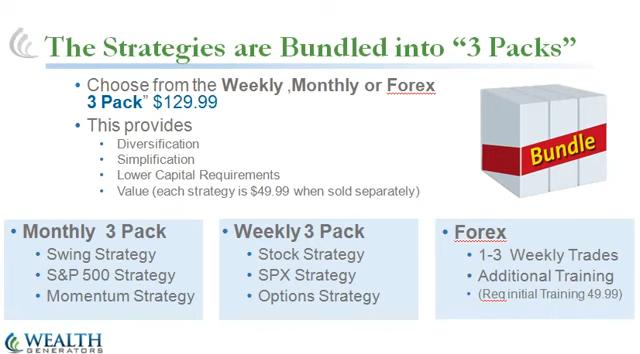 The Strategies are Bundled into “3 Packs”
• Choose from the Weekly ,Monthly or Forex
3 Pack” $129.99
• This provides
• Diversification
• Simplification
• Lower Capital Requirements
• Value (each strategy is $49.99 when sold separately)
Bundle
• Monthly 3 Pack
• Swing Strategy
• S&P 500 Strategy
• Momentum Strategy
• Weekly 3 Pack
• Stock Strategy
• SPX Strategy
• Options Strategy
• Forex
• 1-3 Weekly Trades
• Additional Training
• (Req initial Training 49.99)
WEALTH
GENERATORS